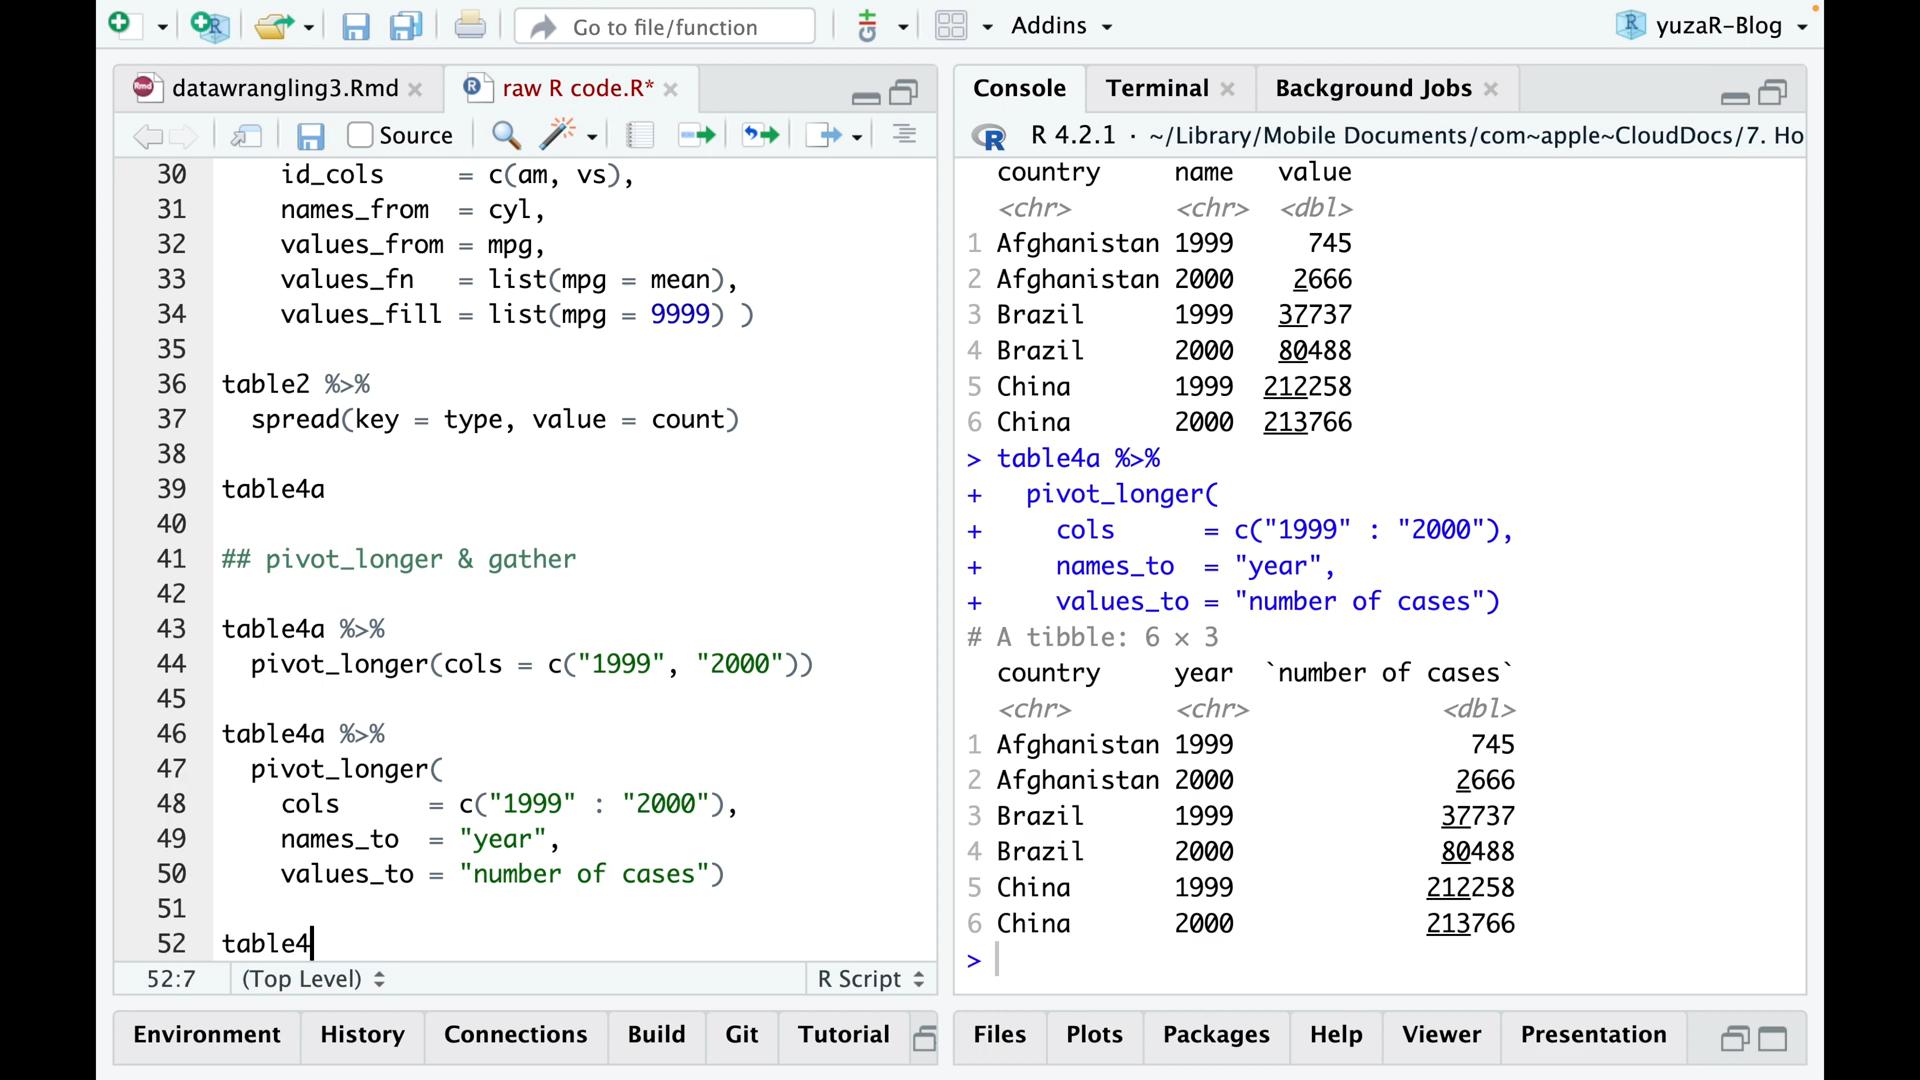 Go to file/function
Git
Addins
yuzaR-Blog
datawrangling3.Rmd
raw R code.R*
Source
30 id_cols = c(am, vs),
31 names_from = cyl,
32 values_from = mpg,
33 values_fn = list(mpg = mean),
34 values_fill = list(mpg = 9999) )
35
36 table2 %>%
37 spread(key = type, value = count)
38
39 table4a
40
41 ## pivot_longer & gather
42
43 table4a %>%
44 pivot_longer(cols = c("1999", "2000"))
45
46 table4a %>%
47 pivot_longer(
48 cols = c("1999" : "2000"),
49 names_to = "year",
50 values_to = "number of cases")
51
52 table4
52:7 (Top Level) R Script
Environment History Connections Build Git Tutorial
Console Terminal Background Jobs
R 4.2.1 · ~/Library/Mobile Documents/com~apple~CloudDocs/7. Ho
country name value
<chr> <chr> <dbl>
1 Afghanistan 1999 745
2 Afghanistan 2000 2666
3 Brazil 1999 37737
4 Brazil 2000 80488
5 China 1999 212258
6 China 2000 213766
> table4a %>%
+ pivot_longer(
+ cols = c("1999" : "2000"),
+ names_to = "year",
+ values_to = "number of cases")
# A tibble: 6 × 3
country year `number of cases`
<chr> <chr> <dbl>
1 Afghanistan 1999 745
2 Afghanistan 2000 2666
3 Brazil 1999 37737
4 Brazil 2000 80488
5 China 1999 212258
6 China 2000 213766
>
Files Plots Packages Help Viewer Presentation